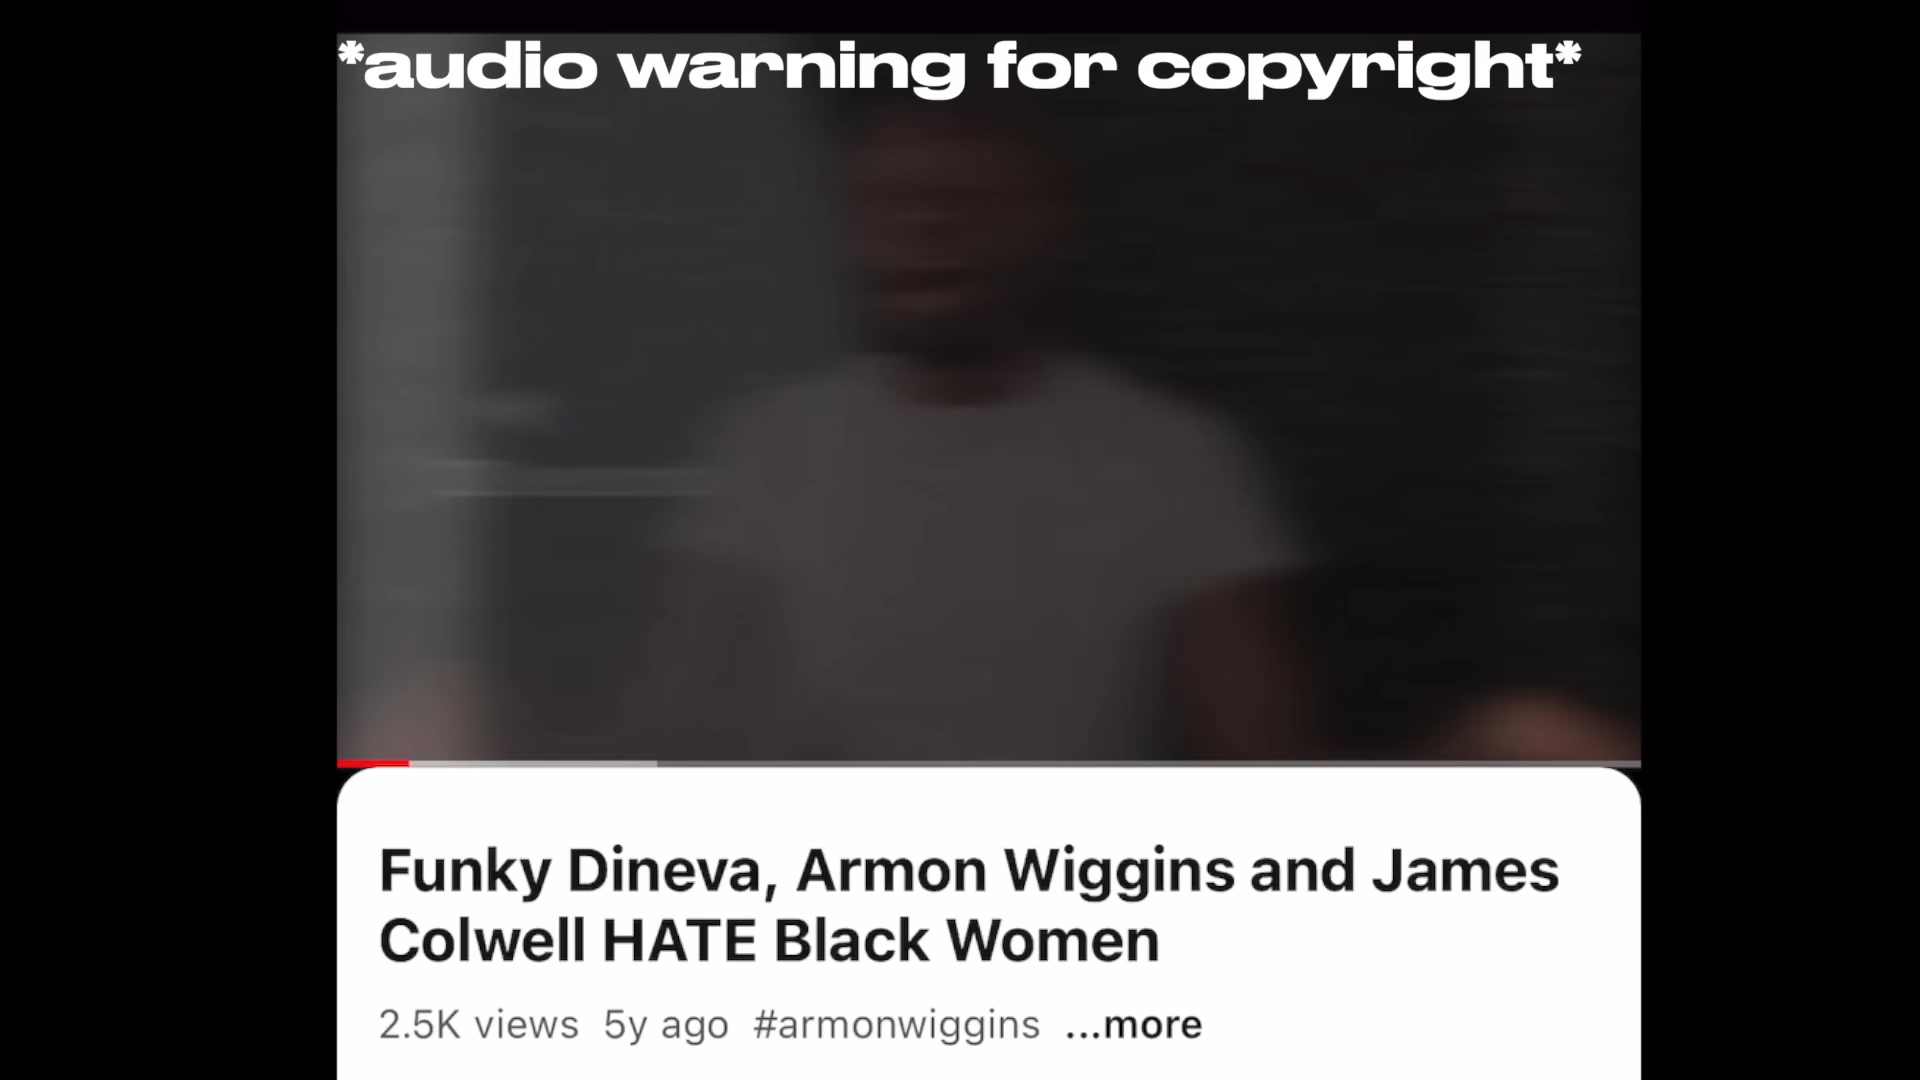 *audio warning for copyright*
Funky Dineva, Armon Wiggins and James
Colwell HATE Black Women
2.5K views 5y ago #armonwiggins ...more